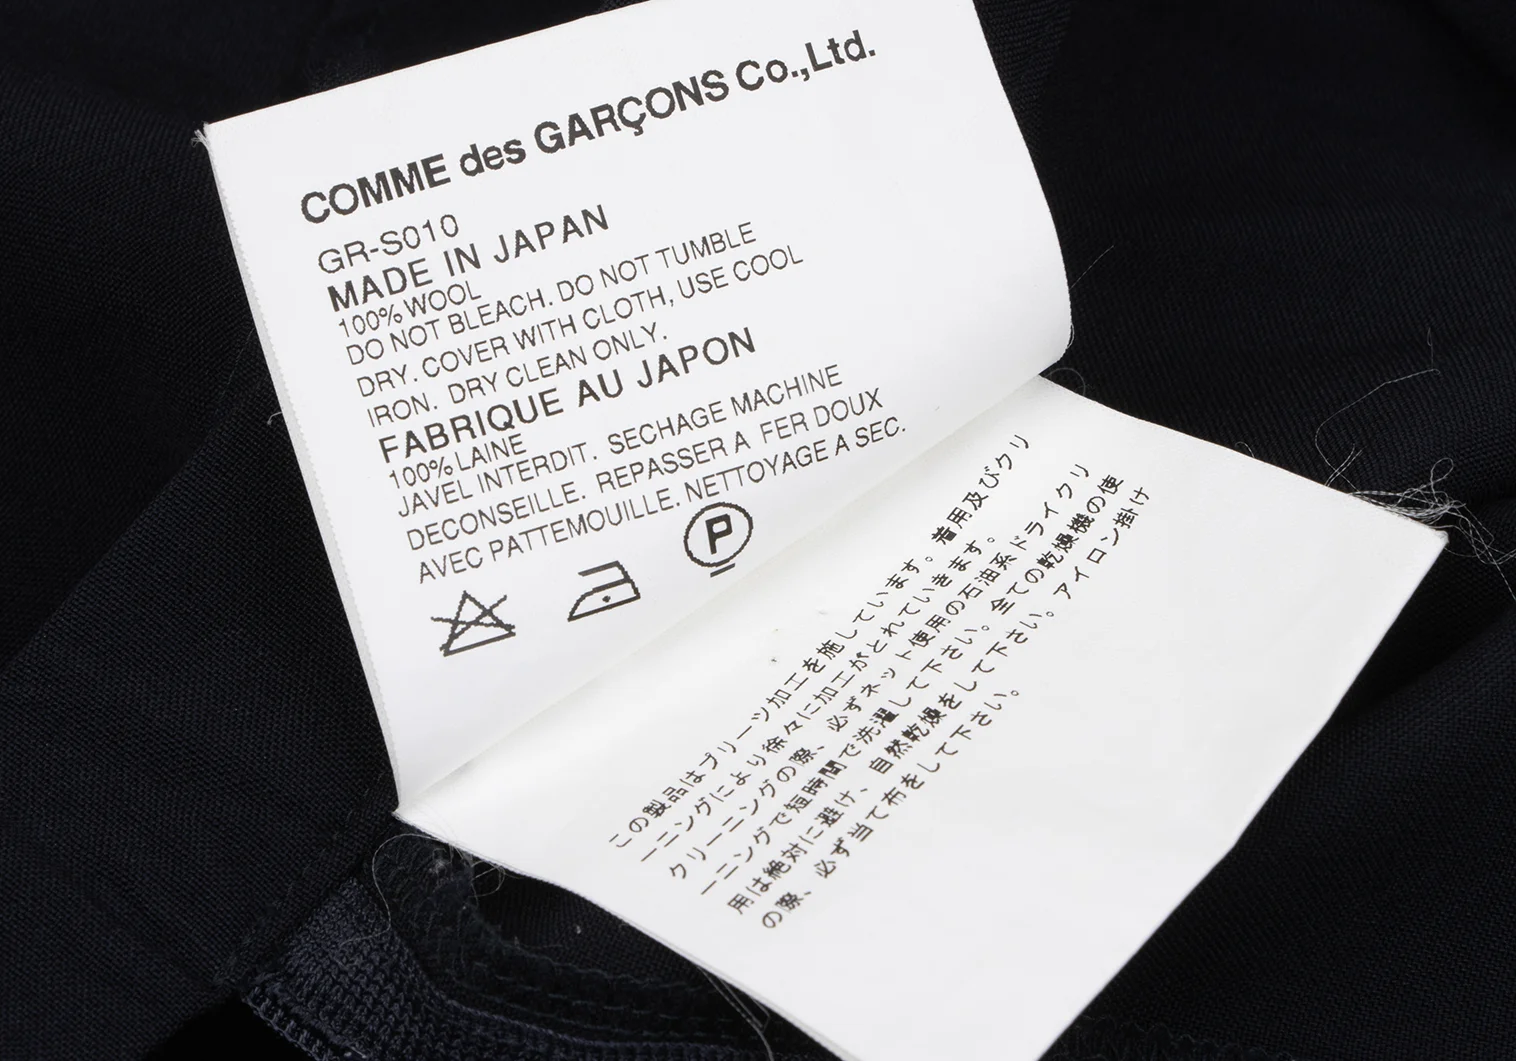 COMME des GARÇONS Co.,Ltd.
GR-S010
MADE IN JAPAN
100% WOOL
DO NOT BLEACH. DO NOT TUMBLE
DRY. COVER WITH CLOTH, USE COOL
IRON. DRY CLEAN ONLY.
FABRIQUE AU JAPON
100% LAINE
JAVEL INTERDIT. SECHAGE MACHINE
DECONSEILLE. REPASSER A FER DOUX
AVEC PATTEMOUILLE. NETTOYAGE A SEC.
P
この製品はプリーツ加工を施しています。着用及びクリ
ーニングにより徐々に加工がとれていきます。
クリーニングの際、必ずネット使用の石油系ドライクリ
ーニングで短時間で洗濯して下さい。全ての乾燥機の使
用は絶対に避け、自然乾燥をして下さい。アイロン掛け
の際、必ず当て布をして下さい。